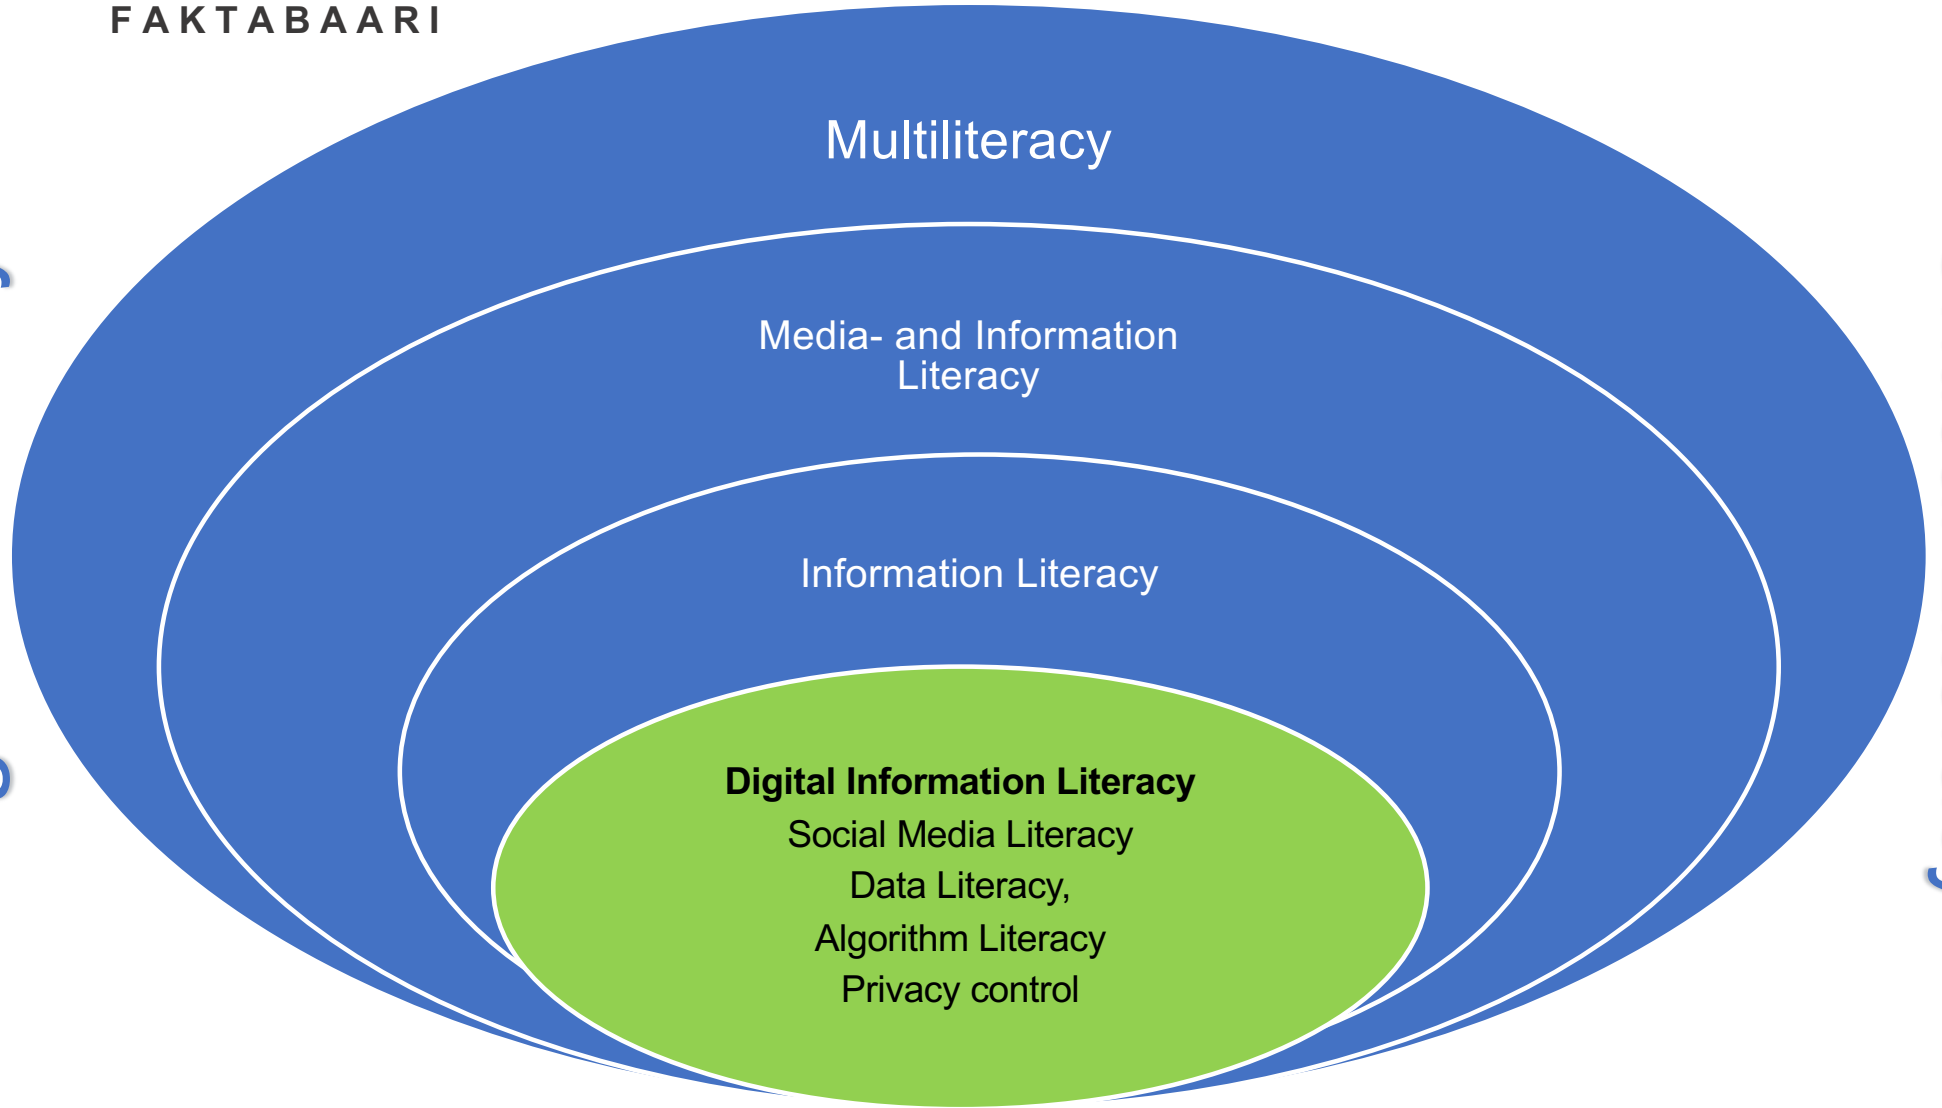 FAKTABAARI
Multiliteracy
Media- and Information
Literacy
Information Literacy
Digital Information Literacy
Social Media Literacy
Data Literacy,
Algorithm Literacy
Privacy control